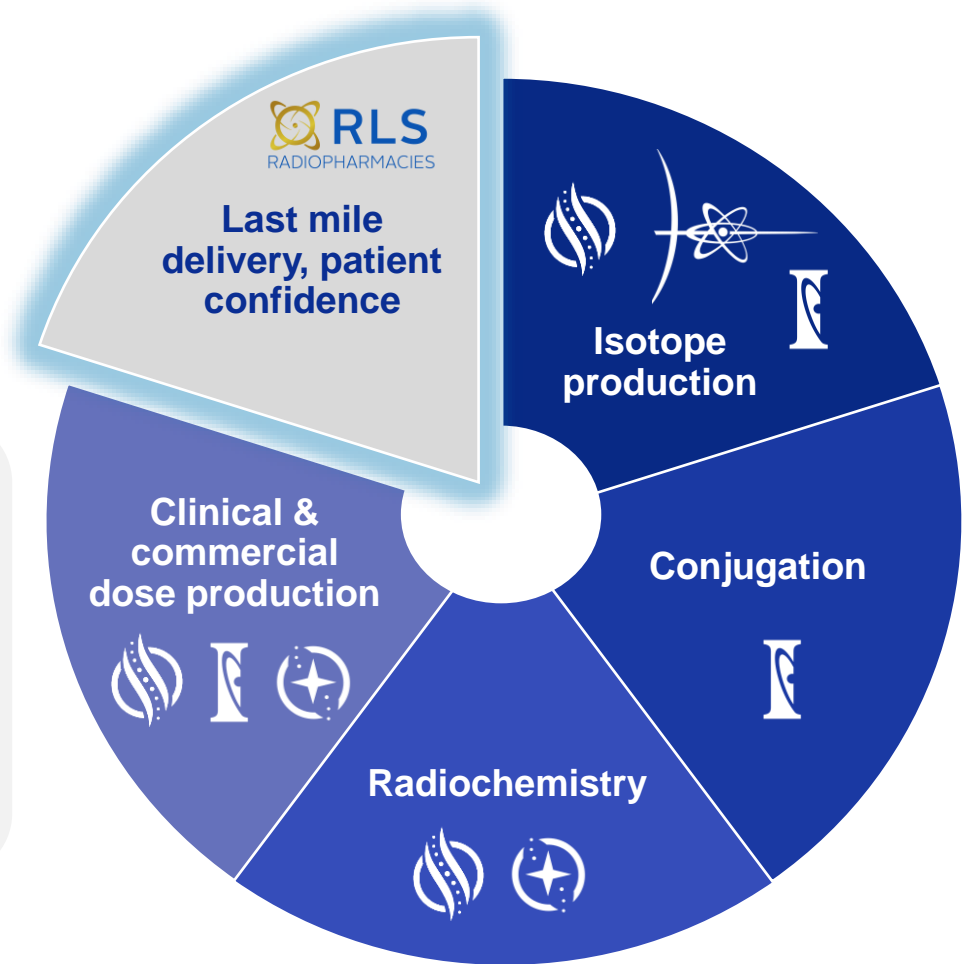 RLS
RADIOPHARMACIES
Last mile
delivery, patient
confidence
Isotope
production
Conjugation
Radiochemistry
Clinical &
commercial
dose production